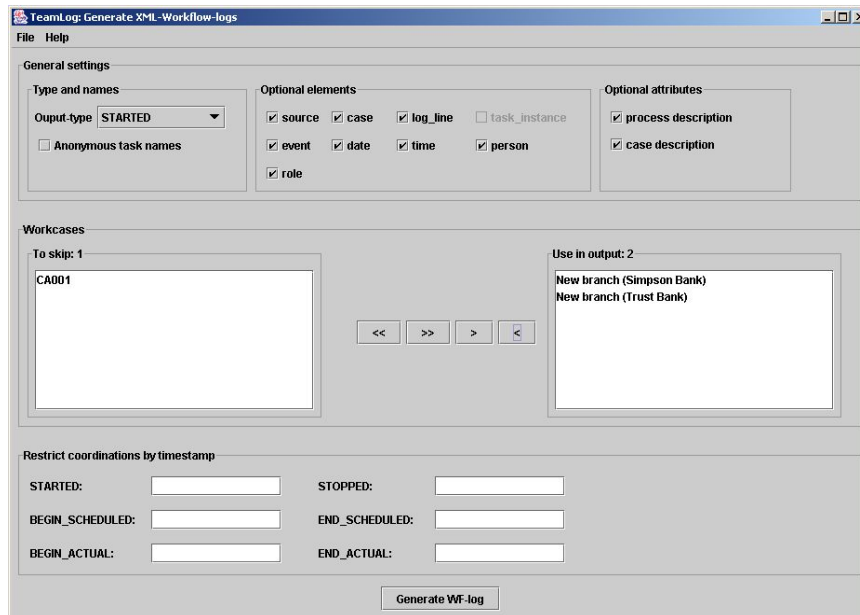 TeamLog: Generate XML-Workflow-logs
File Help
General settings
Type and names
Ouput-type STARTED
Anonymous task names
Optional elements
source case log_line task_instance
event date time person
role
Optional attributes
process description
case description
Workcases
To skip: 1
CA001
<< >> > <
Use in output: 2
New branch (Simpson Bank)
New branch (Trust Bank)
Restrict coordinations by timestamp
STARTED: STOPPED:
BEGIN_SCHEDULED: END_SCHEDULED:
BEGIN_ACTUAL: END_ACTUAL:
Generate WF-log